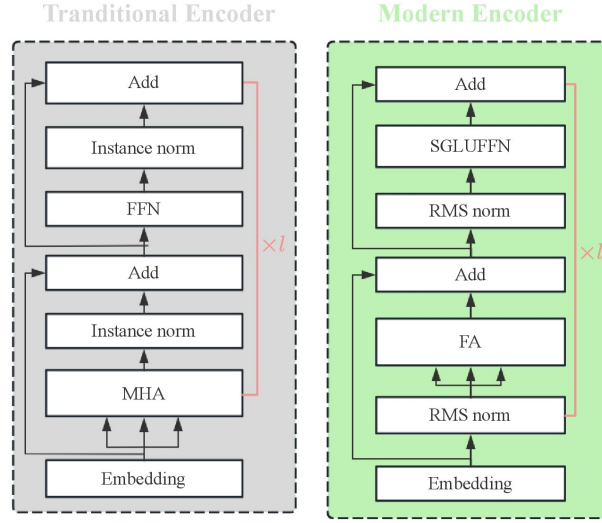 Tranditional Encoder
Add
Instance norm
FFN
×l
Add
Instance norm
MHA
Embedding
Modern Encoder
Add
SGLUFFN
RMS norm
×l
Add
FA
RMS norm
Embedding